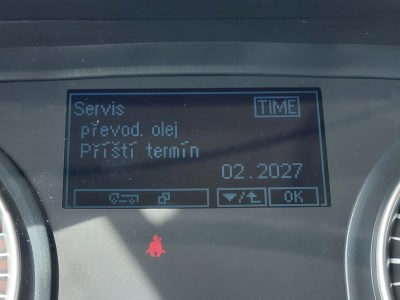 Servis TIME
převod. olej
Příští termín
02.2027
▼/ OK